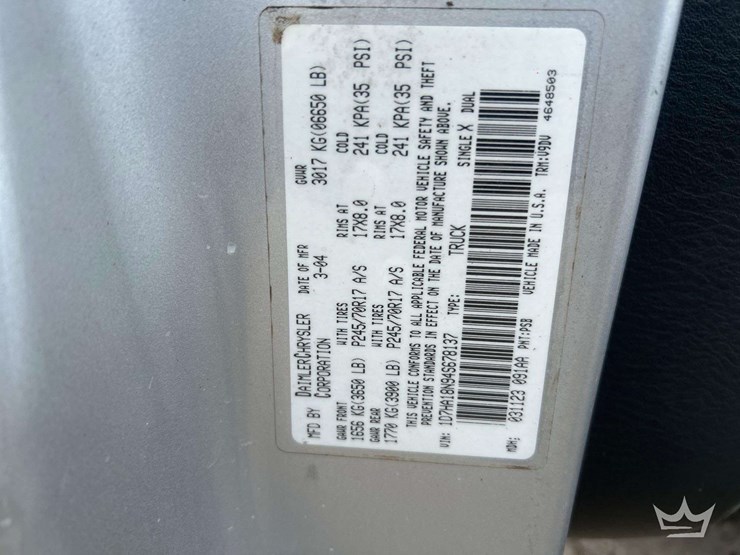 MFD BY DAIMLERCHRYSLER CORPORATION DATE OF MFR 3-04 GVWR 3017 KG(06650 LB)
GAWR FRONT WITH TIRES RIMS AT COLD
1656 KG(3650 LB) P245/70R17 A/S 17X8.0 241 KPA(35 PSI)
GAWR REAR WITH TIRES RIMS AT COLD
1770 KG(3900 LB) P245/70R17 A/S 17X8.0 241 KPA(35 PSI)
THIS VEHICLE CONFORMS TO ALL APPLICABLE FEDERAL MOTOR VEHICLE SAFETY AND THEFT
PREVENTION STANDARDS IN EFFECT ON THE DATE OF MANUFACTURE SHOWN ABOVE.
VIN: 1D7HA18N94S678137 TYPE: TRUCK SINGLE X DUAL
MDH: 031123 091AA PNT:PSB VEHICLE MADE IN U.S.A. TRM:V9DV 4648503